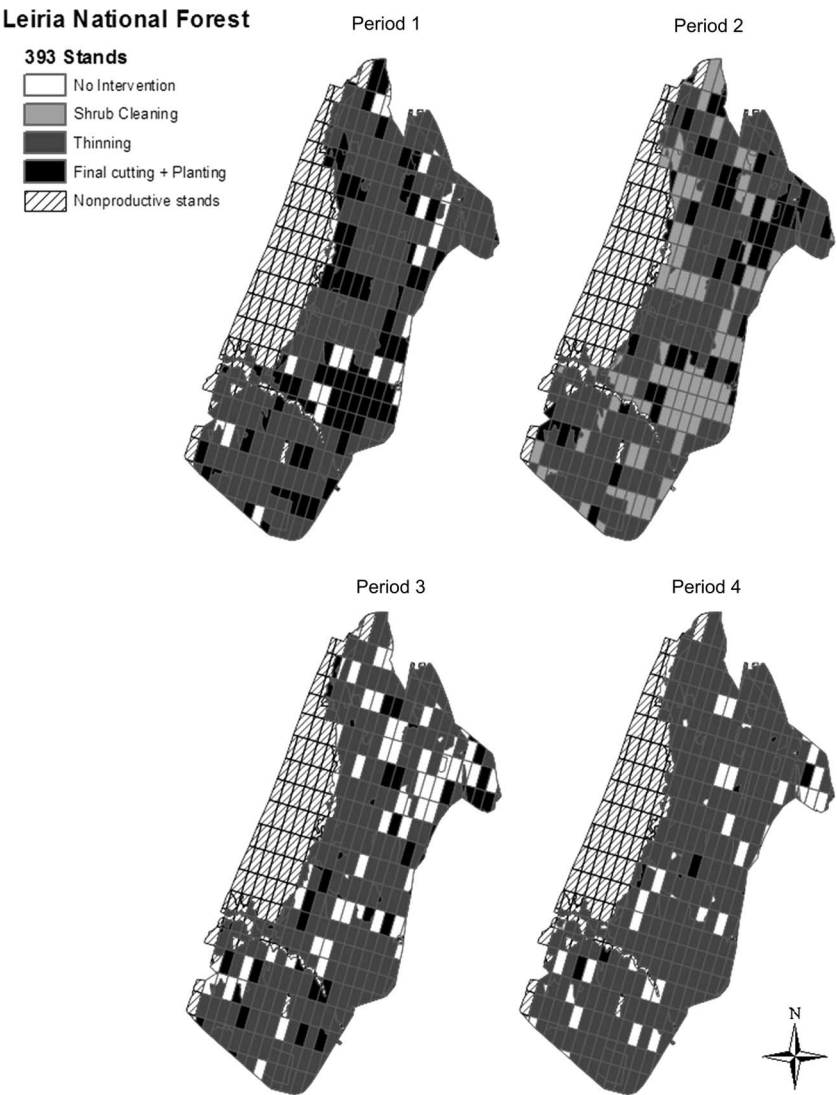 Leiria National Forest
Period 1
Period 2
393 Stands
No Intervention
Shrub Cleaning
Thinning
Final cutting + Planting
Nonproductive stands
Period 3
Period 4
N